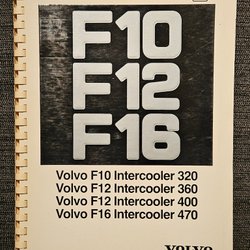 F10
F12
F16
Volvo F10 Intercooler 320
Volvo F12 Intercooler 360
Volvo F12 Intercooler 400
Volvo F16 Intercooler 470
VOLVO